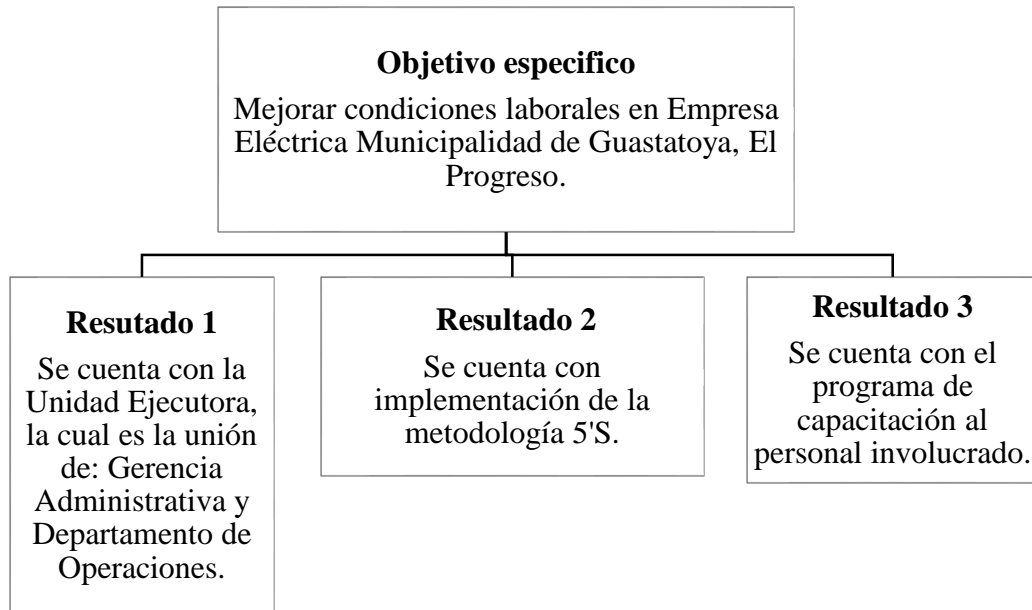 Objetivo especifico
Mejorar condiciones laborales en Empresa
Eléctrica Municipalidad de Guastatoya, El
Progreso.
Resutado 1
Se cuenta con la
Unidad Ejecutora,
la cual es la unión
de: Gerencia
Administrativa y
Departamento de
Operaciones.
Resultado 2
Se cuenta con
implementación de la
metodología 5'S.
Resultado 3
Se cuenta con el
programa de
capacitación al
personal involucrado.